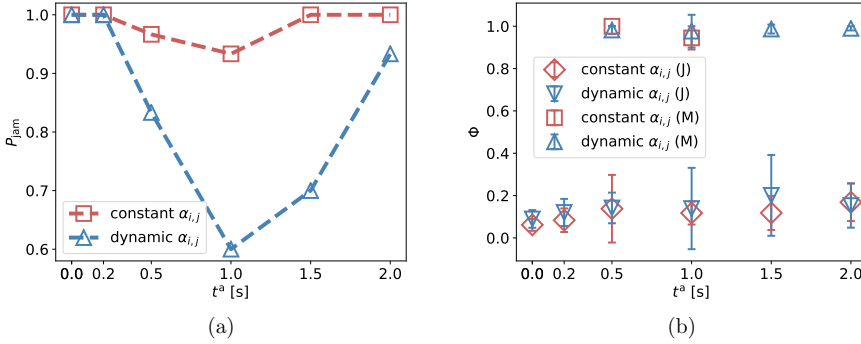 1.0
0.9
0.8
0.7
0.6
P_jam
constant α_{i,j}
dynamic α_{i,j}
0.0 0.2 0.5 1.0 1.5 2.0
t^a [s]
(a)
1.0
0.8
0.6
0.4
0.2
0.0
Φ
constant α_{i,j} (J)
dynamic α_{i,j} (J)
constant α_{i,j} (M)
dynamic α_{i,j} (M)
0.0 0.2 0.5 1.0 1.5 2.0
t^a [s]
(b)